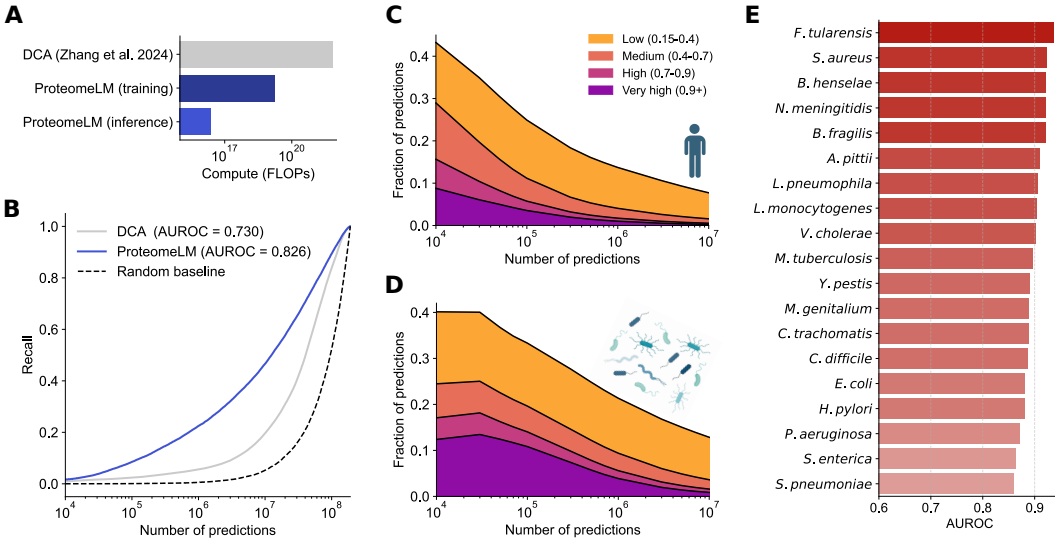 A
DCA (Zhang et al. 2024)
ProteomeLM (training)
ProteomeLM (inference)
10^17
10^20
Compute (FLOPs)
B
DCA (AUROC = 0.730)
ProteomeLM (AUROC = 0.826)
Random baseline
Recall
1.0
0.8
0.6
0.4
0.2
0.0
10^4
10^5
10^6
10^7
10^8
Number of predictions
C
Low (0.15-0.4)
Medium (0.4-0.7)
High (0.7-0.9)
Very high (0.9+)
Fraction of predictions
0.4
0.3
0.2
0.1
0.0
10^4
10^5
10^6
10^7
Number of predictions
D
Fraction of predictions
0.4
0.3
0.2
0.1
0.0
10^4
10^5
10^6
10^7
Number of predictions
E
F. tularensis
S. aureus
B. henselae
N. meningitidis
B. fragilis
A. pittii
L. pneumophila
L. monocytogenes
V. cholerae
M. tuberculosis
Y. pestis
M. genitalium
C. trachomatis
C. difficile
E. coli
H. pylori
P. aeruginosa
S. enterica
S. pneumoniae
0.6
0.7
0.8
0.9
AUROC